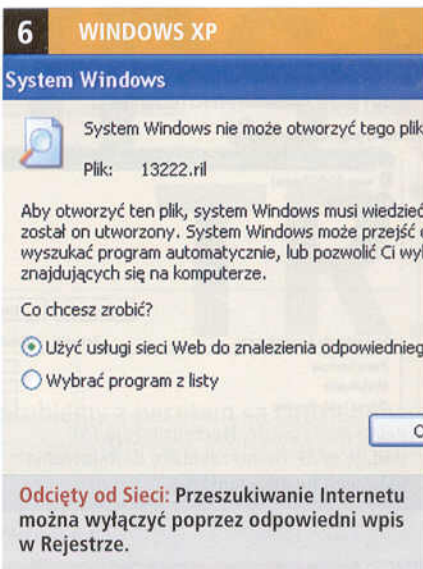 6 WINDOWS XP
System Windows
System Windows nie może otworzyć tego plik
Plik: 13222.ril
Aby otworzyć ten plik, system Windows musi wiedzieć
został on utworzony. System Windows może przejść
wyszukać program automatycznie, lub pozwolić Ci
znajdujących się na komputerze.
Co chcesz zrobić?
Użyć usługi sieci Web do znalezienia odpowiednieg
Wybrać program z listy
Odcięty od Sieci: Przeszukiwanie Internetu
można wyłączyć poprzez odpowiedni wpis
w Rejestrze.